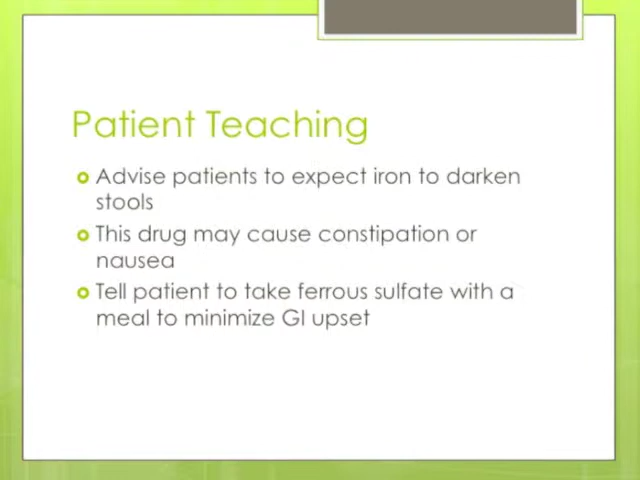 Patient Teaching
Advise patients to expect iron to darken
stools
This drug may cause constipation or
nausea
Tell patient to take ferrous sulfate with a
meal to minimize GI upset